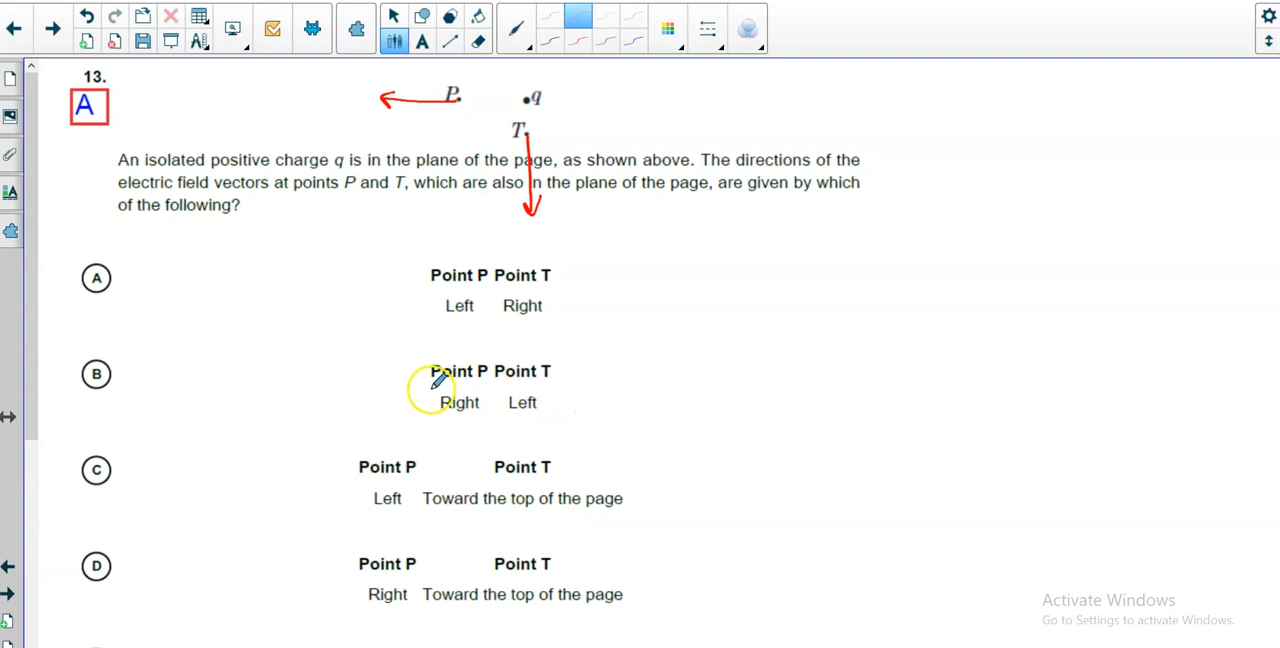 13.
A
P.
•q
T.
An isolated positive charge q is in the plane of the page, as shown above. The directions of the
electric field vectors at points P and T, which are also in the plane of the page, are given by which
of the following?
A
Point P Point T
Left Right
B
Point P Point T
Right Left
C
Point P Point T
Left Toward the top of the page
D
Point P Point T
Right Toward the top of the page
Activate Windows
Go to Settings to activate Windows.